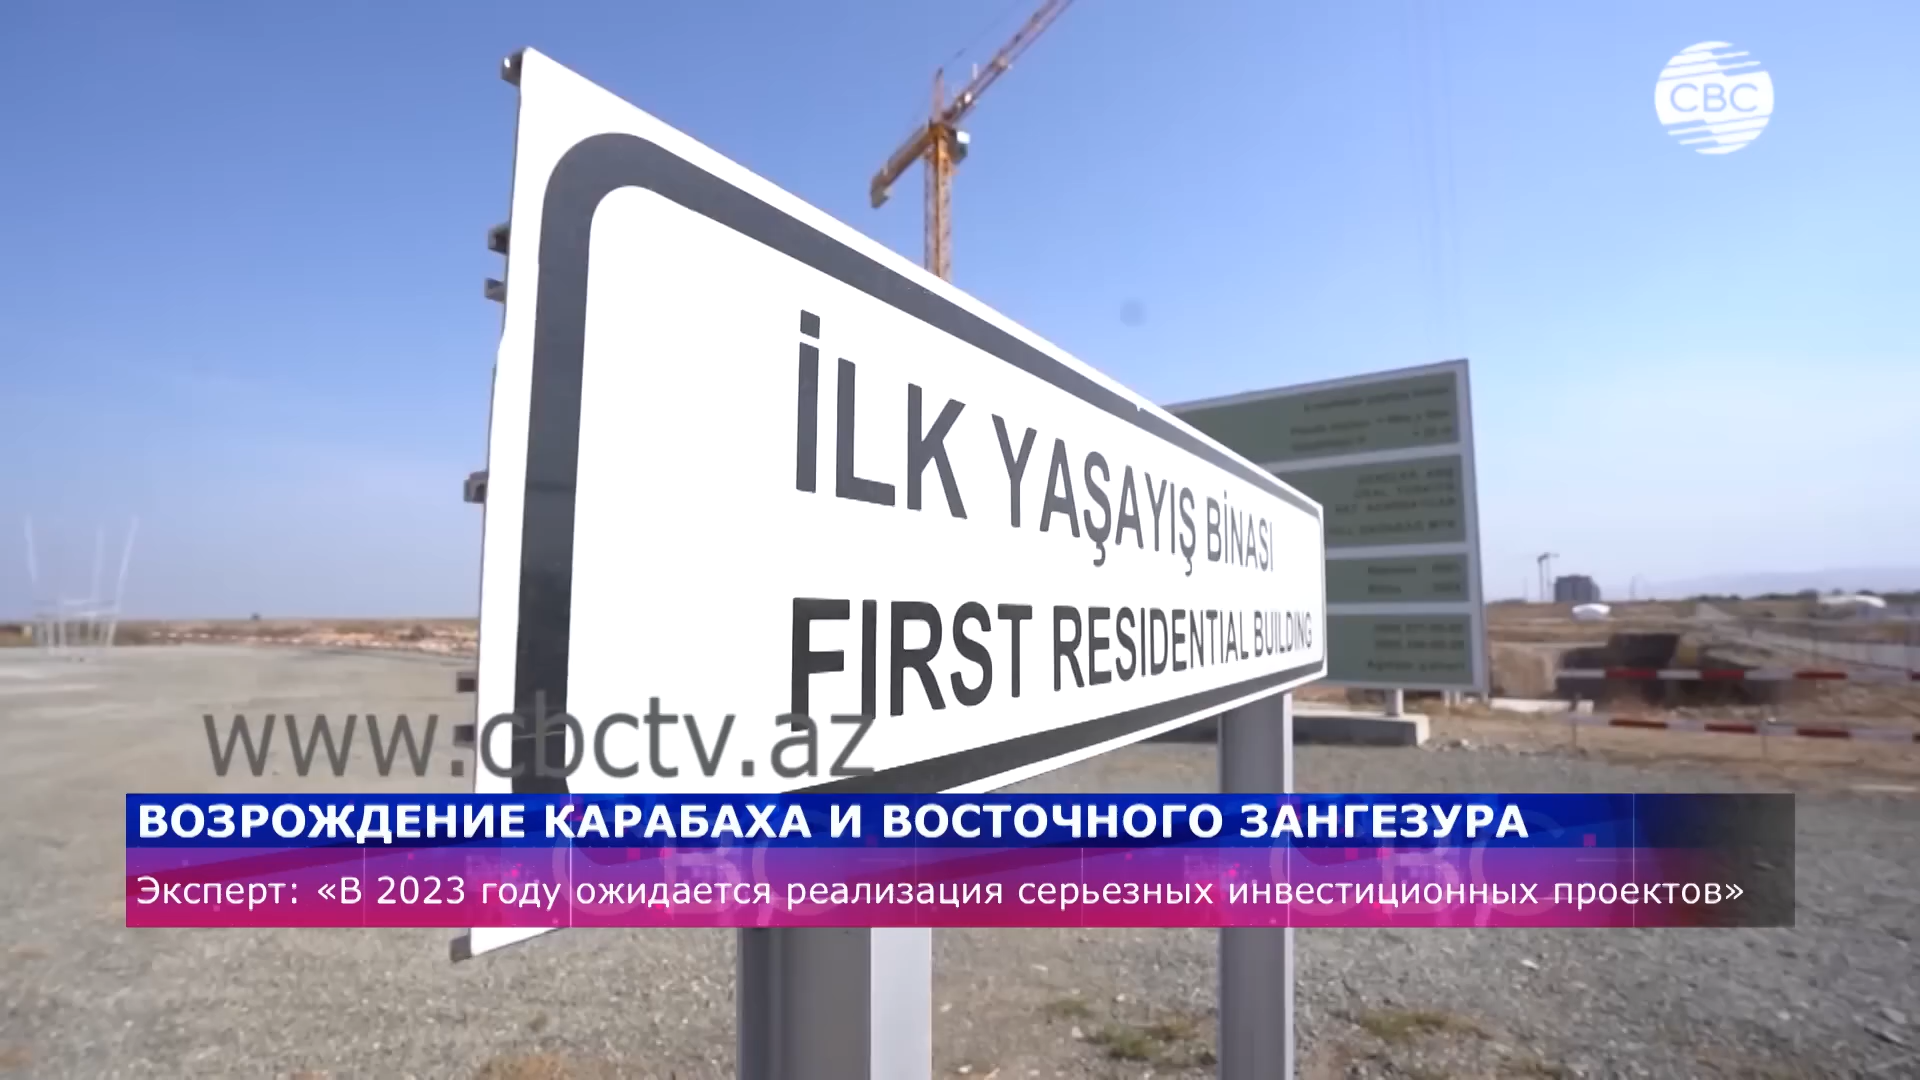 CBC
İLK YAŞAYIŞ BİNASI
FIRST RESIDENTIAL BUILDING
www.cbctv.az
ВОЗРОЖДЕНИЕ КАРАБАХА И ВОСТОЧНОГО ЗАНГЕЗУРА
Эксперт: «В 2023 году ожидается реализация серьезных инвестиционных проектов»